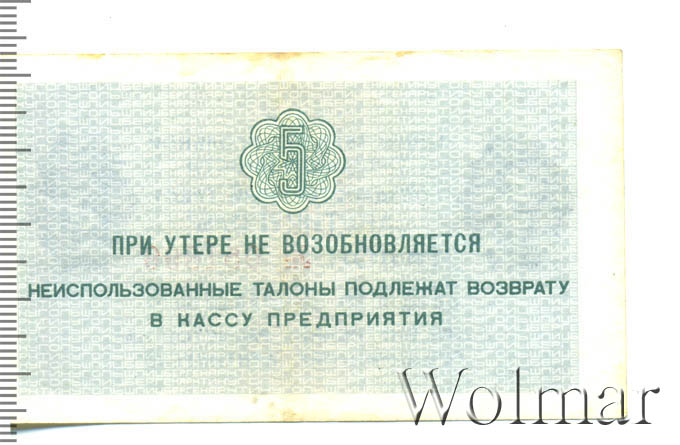 5
ПРИ УТЕРЕ НЕ ВОЗОБНОВЛЯЕТСЯ
НЕИСПОЛЬЗОВАННЫЕ ТАЛОНЫ ПОДЛЕЖАТ ВОЗВРАТУ
В КАССУ ПРЕДПРИЯТИЯ
Wolmar